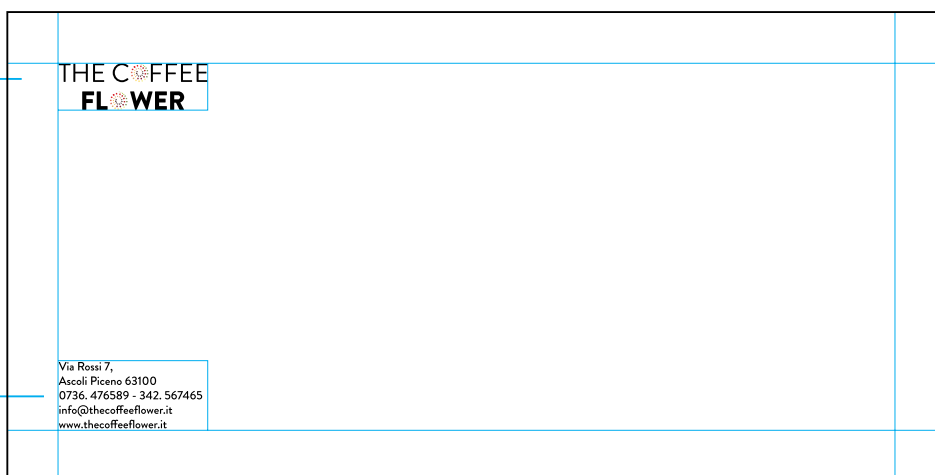 THE COFFEE
FLOWER
Via Rossi 7,
Ascoli Piceno 63100
0736. 476589 - 342. 567465
info@thecoffeeflower.it
www.thecoffeeflower.it